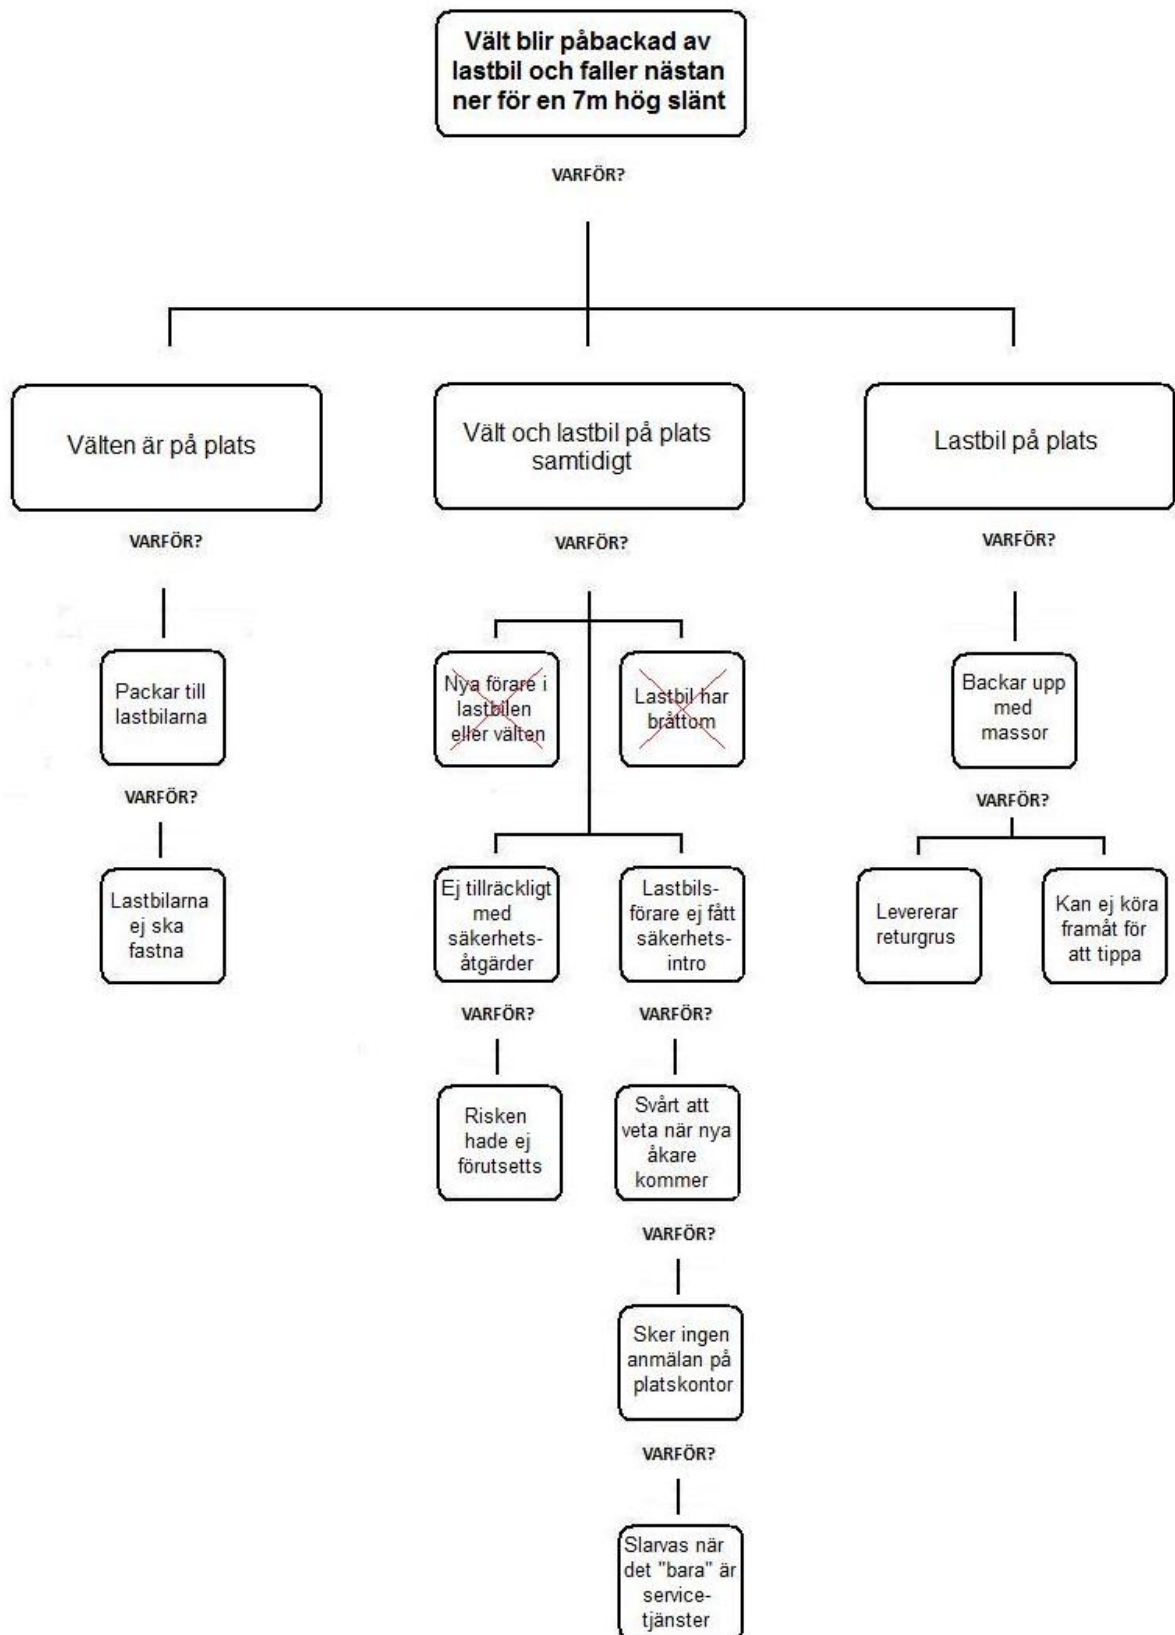 Vält blir påbackad av
lastbil och faller nästan
ner för en 7m hög slänt
VARFÖR?
Välten är på plats
VARFÖR?
Packar till
lastbilarna
VARFÖR?
Lastbilarna
ej ska
fastna
Vält och lastbil på plats
samtidigt
VARFÖR?
Nya förare i
lastbilen
eller välten
Lastbil har
bråttom
Ej tillräckligt
med
säkerhets-
åtgärder
VARFÖR?
Risken
hade ej
förutsetts
Lastbils-
förare ej fått
säkerhets-
intro
VARFÖR?
Svårt att
veta när nya
åkare
kommer
VARFÖR?
Sker ingen
anmälan på
platskontor
VARFÖR?
Slarvas när
det "bara" är
service-
tjänster
Lastbil på plats
VARFÖR?
Backar upp
med
massor
VARFÖR?
Levererar
returgrus
Kan ej köra
framåt för
att tippa